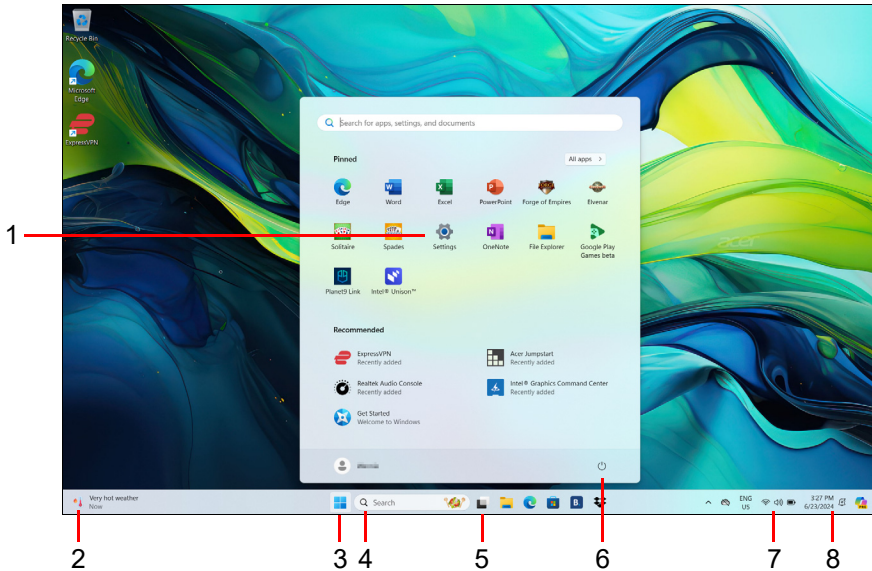 Recycle Bin
Microsoft
Edge
ExpressVPN
Search for apps, settings, and documents
Pinned
All apps >
Edge
Word
Excel
PowerPoint
Forge of Empires
Elvenar
Solitaire
Spades
Settings
OneNote
File Explorer
Google Play
Games beta
Planet9 Link
Intel® Unison™
acer
Recommended
ExpressVPN
Recently added
Acer Jumpstart
Recently added
Realtek Audio Console
Recently added
Intel® Graphics Command Center
Recently added
Get Started
Welcome to Windows
Very hot weather
Now
Search
B
ENG
US
3:27 PM
6/23/2024
1
2
3
4
5
6
7
8